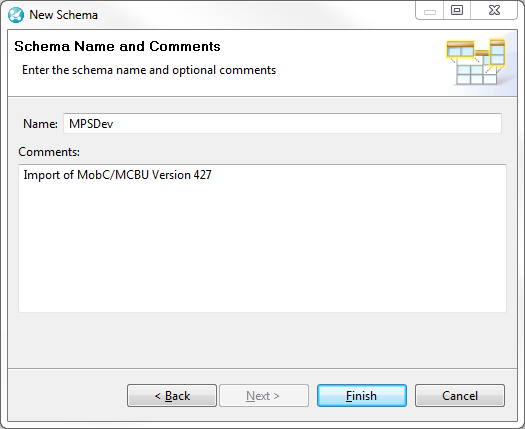 New Schema
Schema Name and Comments
Enter the schema name and optional comments
Name: MPSDev
Comments:
Import of MobC/MCBU Version 427
< Back Next > Finish Cancel